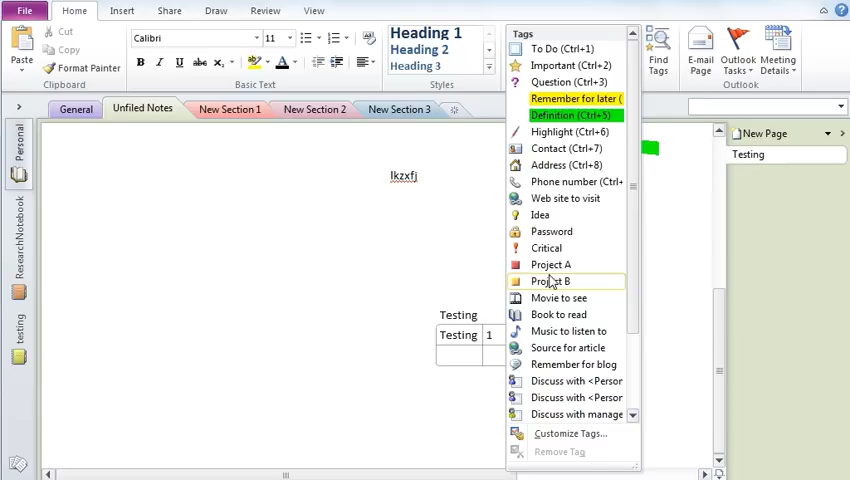 File Home Insert Share Draw Review View
Paste
Cut
Copy
Format Painter
Clipboard
Calibri 11
B I U abc
Basic Text
Heading 1
Heading 2
Heading 3
Styles
Tags
To Do (Ctrl+1)
Important (Ctrl+2)
Question (Ctrl+3)
Remember for later (
Definition (Ctrl+5)
Highlight (Ctrl+6)
Contact (Ctrl+7)
Address (Ctrl+8)
Phone number (Ctrl+
Web site to visit
Idea
Password
Critical
Project A
Project B
Movie to see
Book to read
Music to listen to
Source for article
Remember for blog
Discuss with <Person
Discuss with <Person
Discuss with manage
Customize Tags...
Remove Tag
Find
Tags
E-mail
Page
Outlook
Tasks
Meeting
Details
Outlook
General Unfiled Notes New Section 1 New Section 2 New Section 3
Personal
ResearchNotebook
testing
lkzxfj
Testing
Testing 1
New Page
Testing